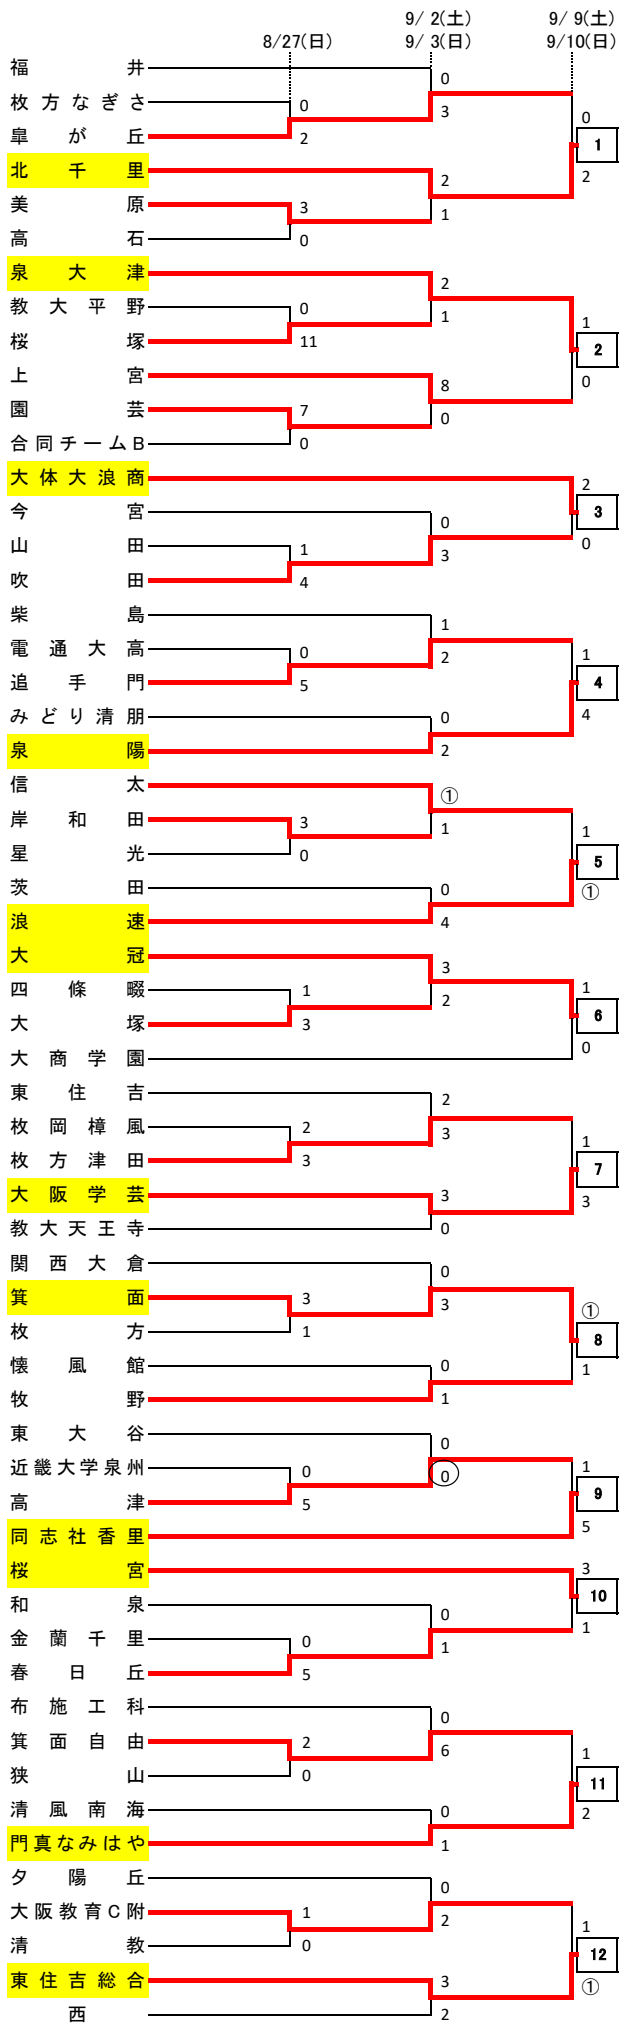 9/ 2(土) 9/ 9(土)
8/27(日) 9/ 3(日) 9/10(日)
福井
0
枚方なぎさ
0
3
0
皐が丘
2
1
北千里
2
2
美原
3
1
高石
0
泉大津
2
教大平野
0
1
1
桜塚
11
2
上宮
8
0
園芸
7
0
合同チームB
0
大体大浪商
2
今宮
0
3
山田
1
3
0
吹田
4
柴島
1
電通大高
0
2
1
追手門
5
4
みどり清朋
0
4
泉陽
2
信太
①
岸和田
3
1
1
星光
0
5
茨田
0
①
浪速
4
大冠
3
四條畷
1
2
1
大塚
3
6
大商学園
0
東住吉
2
枚岡樟風
2
3
1
枚方津田
3
7
大阪学芸
3
3
教大天王寺
0
関西大倉
0
箕面
3
3
①
枚方
1
8
懐風館
0
1
牧野
1
東大谷
0
近畿大学泉州
0
0
1
高津
5
9
同志社香里
5
桜宮
3
和泉
0
10
金蘭千里
0
1
1
春日丘
5
布施工科
0
箕面自由
2
6
1
狭山
0
11
清風南海
0
2
門真なみはや
1
夕陽丘
0
大阪教育C附
1
2
1
清教
0
12
東住吉総合
3
①
西
2